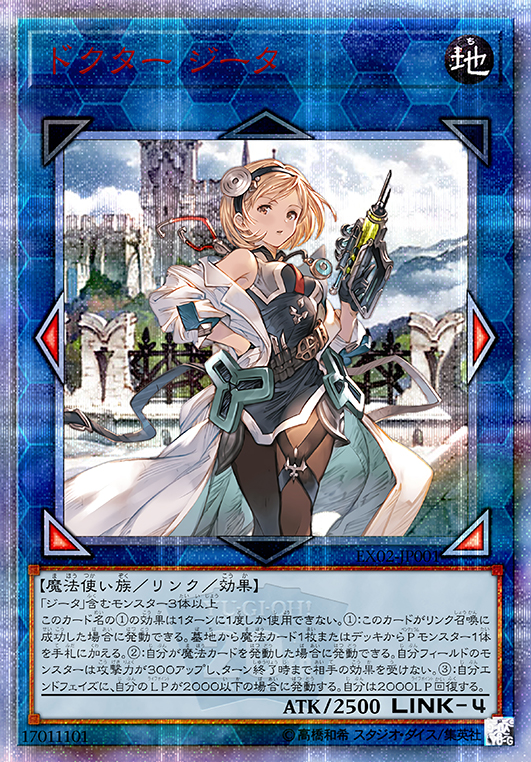 ドクター ジータ
地
EX02-JP001
【魔法使い族／リンク／効果】
「ジータ」含むモンスター3体以上
このカード名の①の効果は1ターンに1度しか使用できない。①：このカードがリンク召喚に
成功した場合に発動できる。墓地から魔法カード1枚またはデッキからＰモンスター1体
を手札に加える。②：自分が魔法カードを発動した場合に発動できる。自分フィールドのモ
ンスターは攻撃力が300アップし、ターン終了時まで相手の効果を受けない。③：自分エ
ンドフェイズに、自分のＬＰが2000以下の場合に発動する。自分は2000ＬＰ回復する。
ATK/2500 LINK-4
17011101
©高橋和希 スタジオ・ダイス/集英社